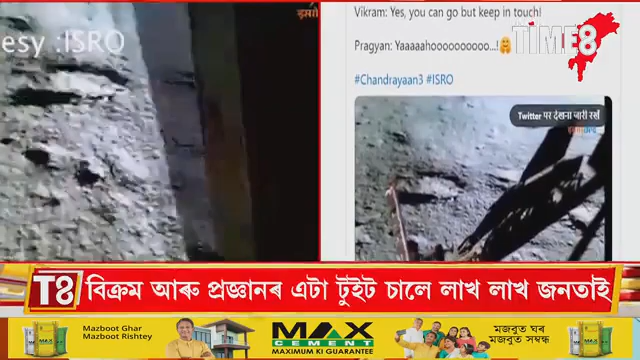 esy :ISRO
इसरो
Vikram: Yes, you can go but keep in touch!
Pragyan: Yaaaaahoooooooooo...!🤗
#Chandrayaan3 #ISRO
TIME8
Twitter पर देखना जारी रखें
T8 বিক্ৰম আৰু প্ৰজ্ঞানৰ এটা টুইট চালে লাখ লাখ জনতাই
Mazboot Ghar
Mazboot Rishtey
MAX
CEMENT
MAXIMUM KI GUARANTEE
মজবুত ঘৰ
মজবুত সম্বন্ধ